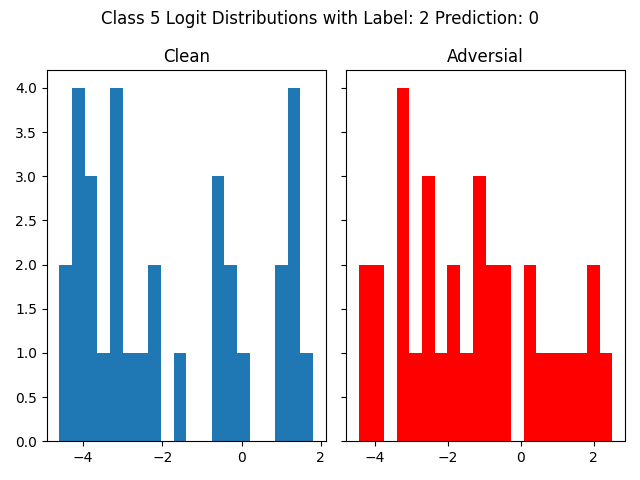 Class 5 Logit Distributions with Label: 2 Prediction: 0
Clean
Adversial
4.0
3.5
3.0
2.5
2.0
1.5
1.0
0.5
0.0
−4 −2 0 2
−4 −2 0 2